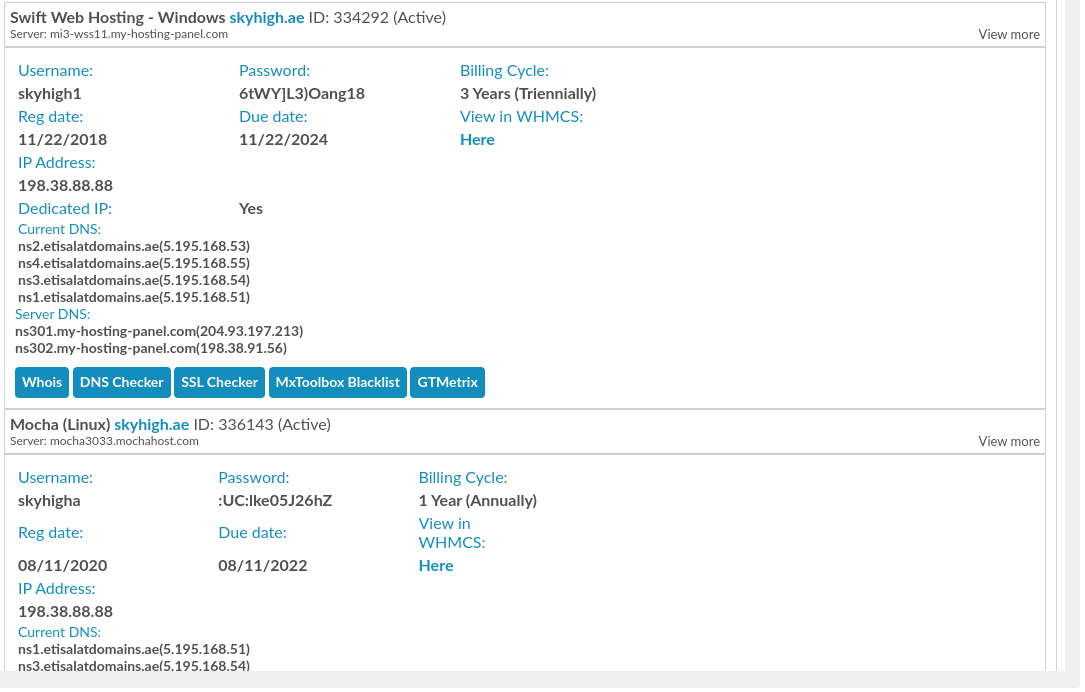 Swift Web Hosting - Windows skyhigh.ae ID: 334292 (Active)
Server: mi3-wss11.my-hosting-panel.com View more
Username: Password: Billing Cycle:
skyhigh1 6tWY]L3)Oang18 3 Years (Triennially)
Reg date: Due date: View in WHMCS:
11/22/2018 11/22/2024 Here
IP Address:
198.38.88.88
Dedicated IP: Yes
Current DNS:
ns2.etisalatdomains.ae(5.195.168.53)
ns4.etisalatdomains.ae(5.195.168.55)
ns3.etisalatdomains.ae(5.195.168.54)
ns1.etisalatdomains.ae(5.195.168.51)
Server DNS:
ns301.my-hosting-panel.com(204.93.197.213)
ns302.my-hosting-panel.com(198.38.91.56)
Whois DNS Checker SSL Checker MxToolbox Blacklist GTMetrix
Mocha (Linux) skyhigh.ae ID: 336143 (Active)
Server: mocha3033.mochahost.com View more
Username: Password: Billing Cycle:
skyhigha :UC:lke05J26hZ 1 Year (Annually)
Reg date: Due date: View in
WHMCS:
08/11/2020 08/11/2022 Here
IP Address:
198.38.88.88
Current DNS:
ns1.etisalatdomains.ae(5.195.168.51)
ns3.etisalatdomains.ae(5.195.168.54)